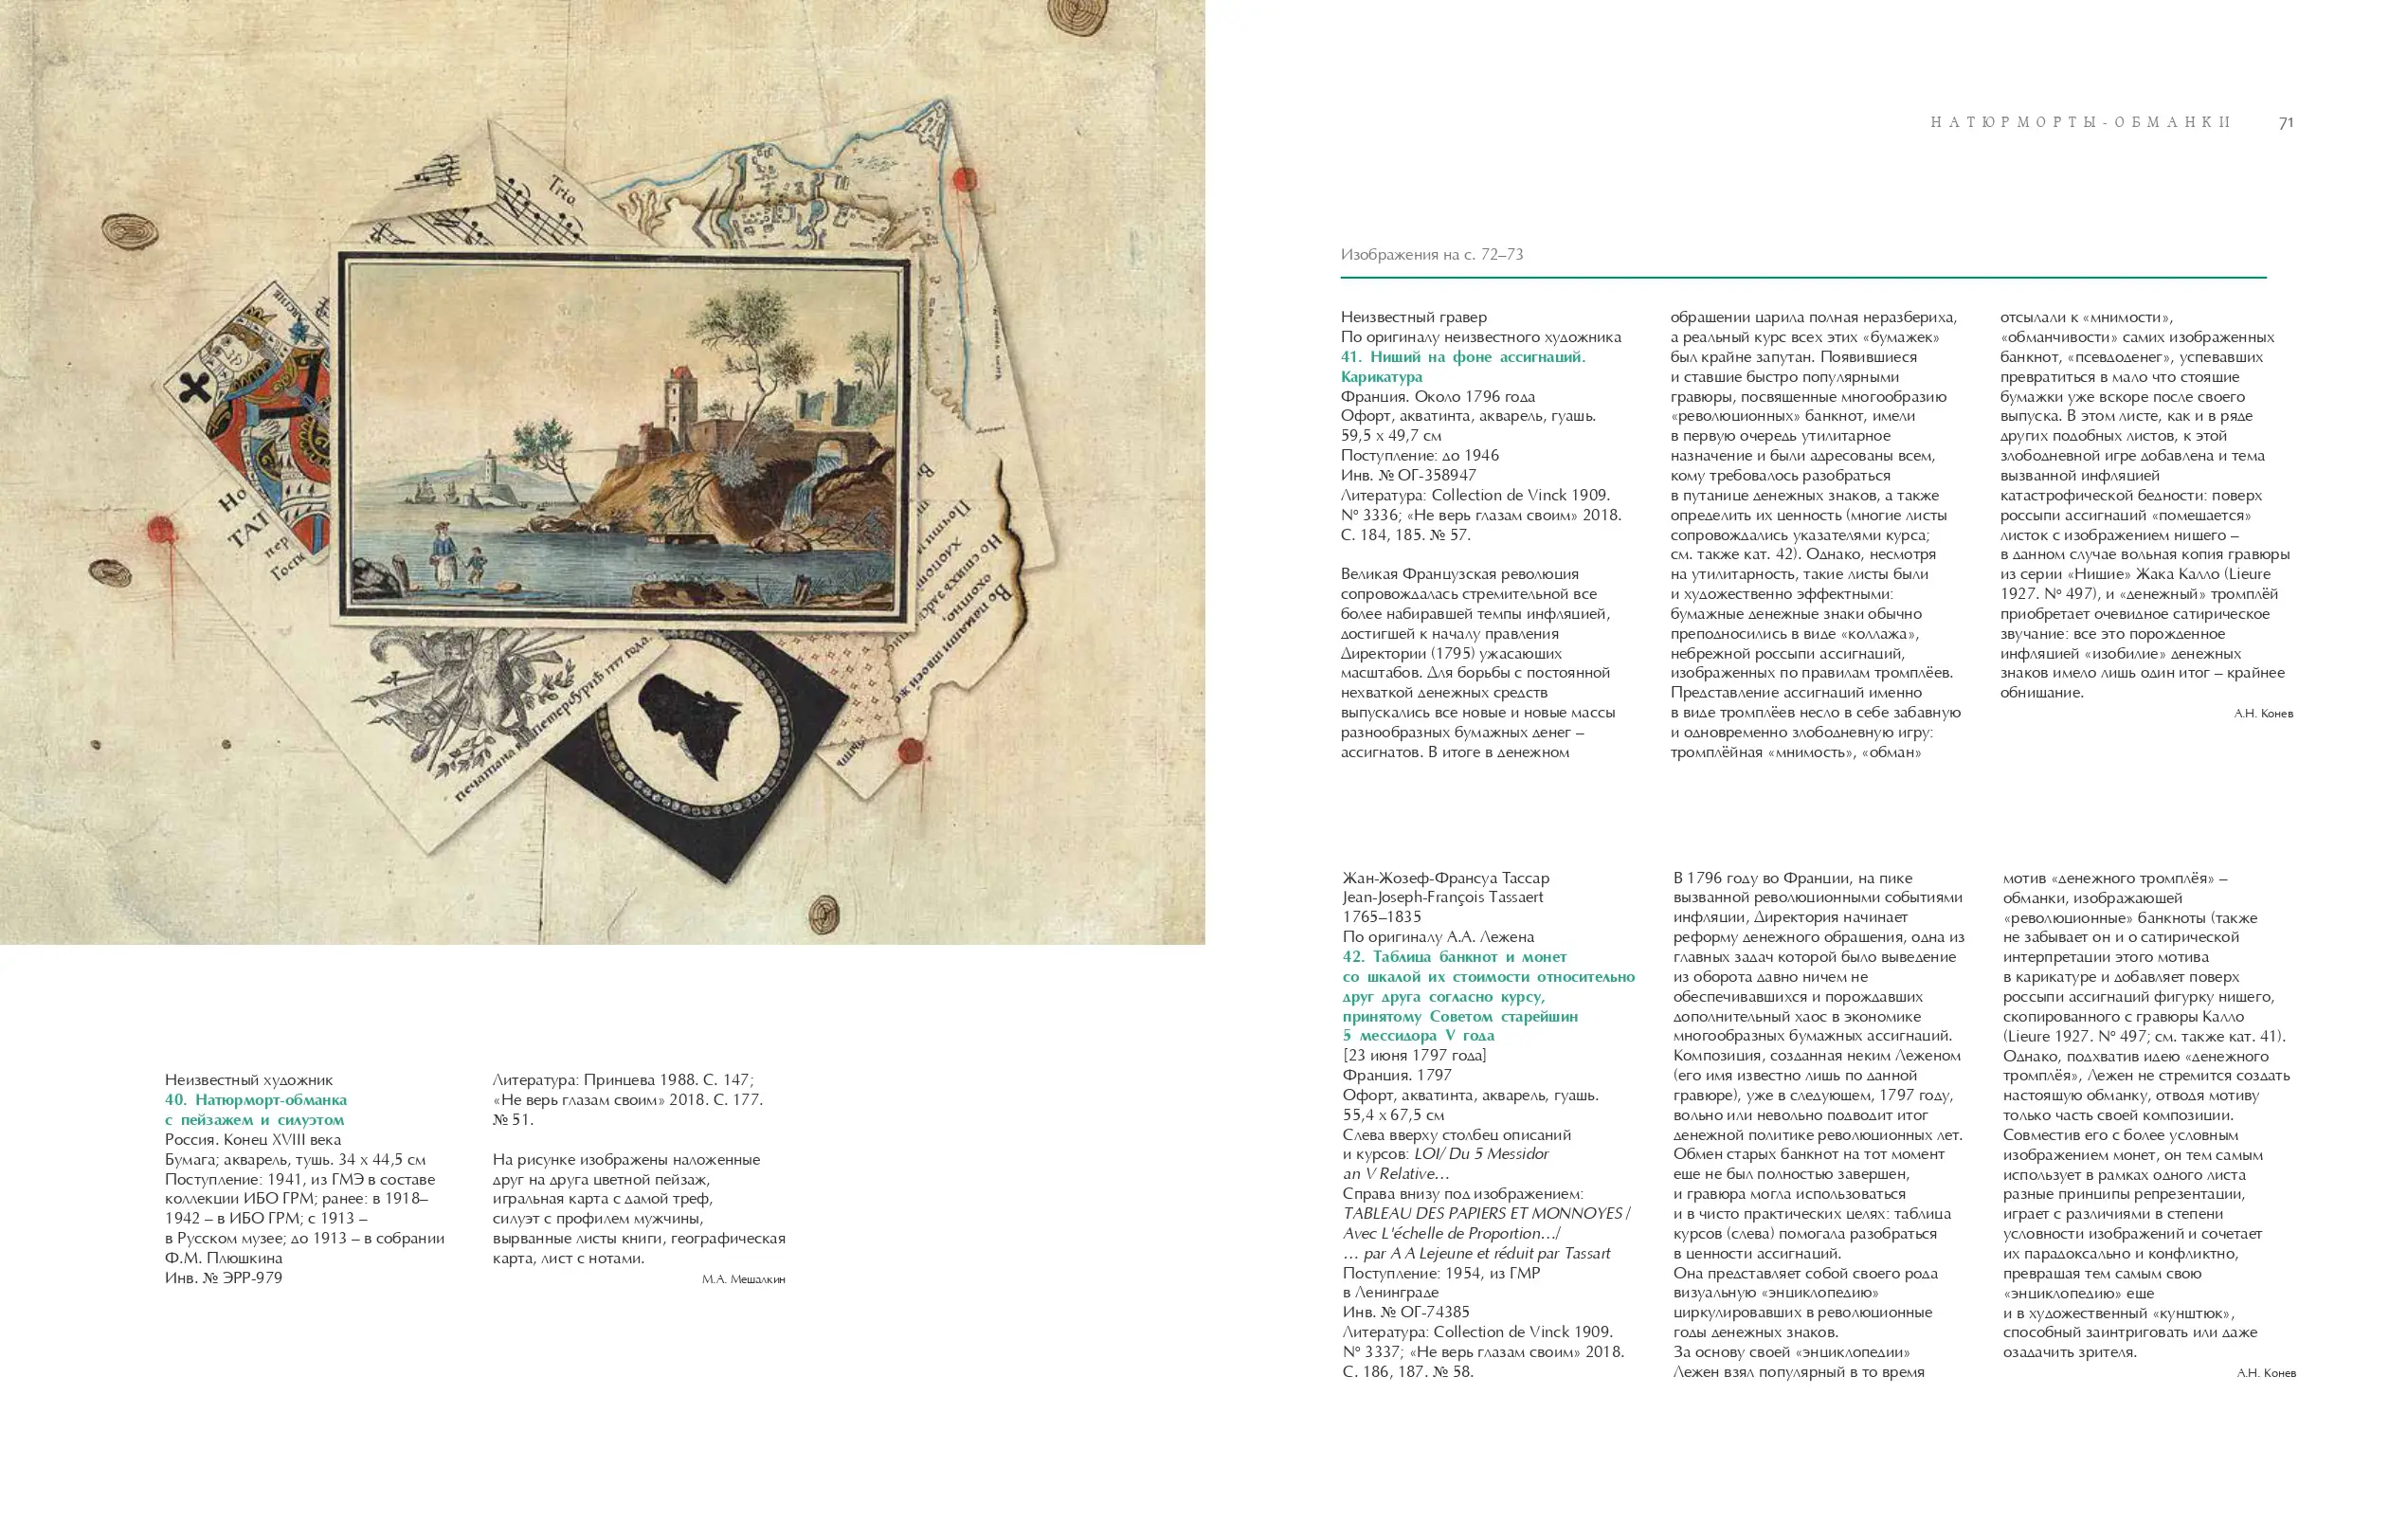 Trio
НАТЮРМОРТЫ-ОБМАНКИ 71
Но
ТАТ
пер
Гости
печатана въ Петербургѣ 1777 года.
Неизвестный художник
40. Натюрморт-обманка
с пейзажем и силуэтом
Россия. Конец XVIII века
Бумага; акварель, тушь. 34 х 44,5 см
Поступление: 1941, из ГМЭ в составе
коллекции ИБО ГРМ; ранее: в 1918–
1942 – в ИБО ГРМ; с 1913 –
в Русском музее; до 1913 – в собрании
Ф.М. Плюшкина
Инв. № ЭРР-979
Литература: Принцева 1988. С. 147;
«Не верь глазам своим» 2018. С. 177.
№ 51.
На рисунке изображены наложенные
друг на друга цветной пейзаж,
игральная карта с дамой треф,
силуэт с профилем мужчины,
вырванные листы книги, географическая
карта, лист с нотами.
М.А. Мешалкин
Изображения на с. 72–73
Неизвестный гравер
По оригиналу неизвестного художника
41. Нищий на фоне ассигнаций.
Карикатура
Франция. Около 1796 года
Офорт, акватинта, акварель, гуашь.
59,5 х 49,7 см
Поступление: до 1946
Инв. № ОГ-358947
Литература: Collection de Vinck 1909.
Nº 3336; «Не верь глазам своим» 2018.
С. 184, 185. № 57.
Великая Французская революция
сопровождалась стремительной все
более набиравшей темпы инфляцией,
достигшей к началу правления
Директории (1795) ужасающих
масштабов. Для борьбы с постоянной
нехваткой денежных средств
выпускались все новые и новые массы
разнообразных бумажных денег –
ассигнатов. В итоге в денежном
обращении царила полная неразбериха,
а реальный курс всех этих «бумажек»
был крайне запутан. Появившиеся
и ставшие быстро популярными
гравюры, посвященные многообразию
«революционных» банкнот, имели
в первую очередь утилитарное
назначение и были адресованы всем,
кому требовалось разобраться
в путанице денежных знаков, а также
определить их ценность (многие листы
сопровождались указателями курса;
см. также кат. 42). Однако, несмотря
на утилитарность, такие листы были
и художественно эффектными:
бумажные денежные знаки обычно
преподносились в виде «коллажа»,
небрежной россыпи ассигнаций,
изображенных по правилам тромплёев.
Представление ассигнаций именно
в виде тромплёев несло в себе забавную
и одновременно злободневную игру:
тромплёйная «мнимость», «обман»
отсылали к «мнимости»,
«обманчивости» самих изображенных
банкнот, «псевдоденег», успевавших
превратиться в мало что стоящие
бумажки уже вскоре после своего
выпуска. В этом листе, как и в ряде
других подобных листов, к этой
злободневной игре добавлена и тема
вызванной инфляцией
катастрофической бедности: поверх
россыпи ассигнаций «помещается»
листок с изображением нищего –
в данном случае вольная копия гравюры
из серии «Нищие» Жака Калло (Lieure
1927. Nº 497), и «денежный» тромплёй
приобретает очевидное сатирическое
звучание: все это порожденное
инфляцией «изобилие» денежных
знаков имело лишь один итог – крайнее
обнищание.
А.Н. Конев
Жан-Жозеф-Франсуа Тассар
Jean-Joseph-François Tassaert
1765–1835
По оригиналу А.А. Лежена
42. Таблица банкнот и монет
со шкалой их стоимости относительно
друг друга согласно курсу,
принятому Советом старейшин
5 мессидора V года
[23 июня 1797 года]
Франция. 1797
Офорт, акватинта, акварель, гуашь.
55,4 х 67,5 см
Слева вверху столбец описаний
и курсов: LOI/ Du 5 Messidor
an V Relative…
Справа внизу под изображением:
TABLEAU DES PAPIERS ET MONNOYES /
Avec L'échelle de Proportion…/
… par A A Lejeune et réduit par Tassart
Поступление: 1954, из ГМР
в Ленинграде
Инв. № ОГ-74385
Литература: Collection de Vinck 1909.
Nº 3337; «Не верь глазам своим» 2018.
С. 186, 187. № 58.
В 1796 году во Франции, на пике
вызванной революционными событиями
инфляции, Директория начинает
реформу денежного обращения, одна из
главных задач которой было выведение
из оборота давно ничем не
обеспечивавшихся и порождавших
дополнительный хаос в экономике
многообразных бумажных ассигнаций.
Композиция, созданная неким Леженом
(его имя известно лишь по данной
гравюре), уже в следующем, 1797 году,
вольно или невольно подводит итог
денежной политике революционных лет.
Обмен старых банкнот на тот момент
еще не был полностью завершен,
и гравюра могла использоваться
и в чисто практических целях: таблица
курсов (слева) помогала разобраться
в ценности ассигнаций.
Она представляет собой своего рода
визуальную «энциклопедию»
циркулировавших в революционные
годы денежных знаков.
За основу своей «энциклопедии»
Лежен взял популярный в то время
мотив «денежного тромплёя» –
обманки, изображающей
«революционные» банкноты (также
не забывает он и о сатирической
интерпретации этого мотива
в карикатуре и добавляет поверх
россыпи ассигнаций фигурку нищего,
скопированного с гравюры Калло
(Lieure 1927. Nº 497; см. также кат. 41).
Однако, подхватив идею «денежного
тромплёя», Лежен не стремится создать
настоящую обманку, отводя мотиву
только часть своей композиции.
Совместив его с более условным
изображением монет, он тем самым
использует в рамках одного листа
разные принципы репрезентации,
играет с различиями в степени
условности изображений и сочетает
их парадоксально и конфликтно,
превращая тем самым свою
«энциклопедию» еще
и в художественный «кунштюк»,
способный заинтриговать или даже
озадачить зрителя.
А.Н. Конев